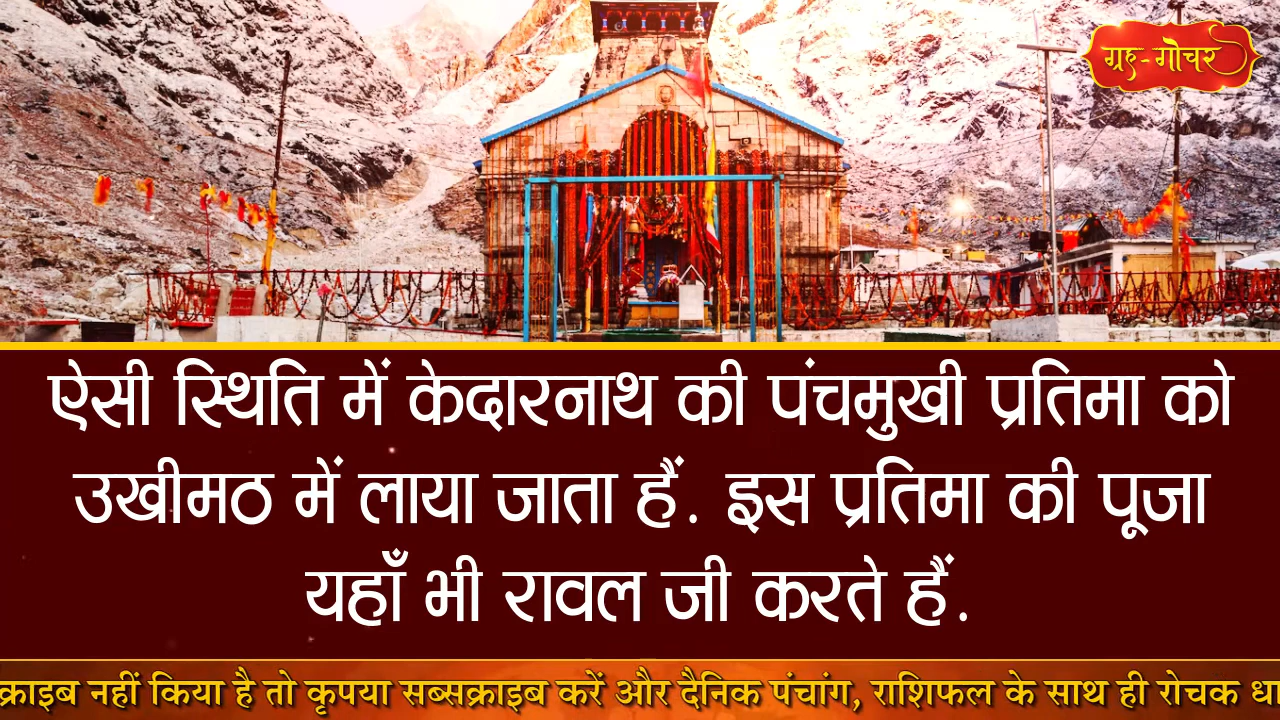 ग्रह-गोचर
ऐसी स्थिति में केदारनाथ की पंचमुखी प्रतिमा को
उखीमठ में लाया जाता हैं. इस प्रतिमा की पूजा
यहाँ भी रावल जी करते हैं.
क्राइब नहीं किया है तो कृपया सब्सक्राइब करें और दैनिक पंचांग, राशिफल के साथ ही रोचक धा